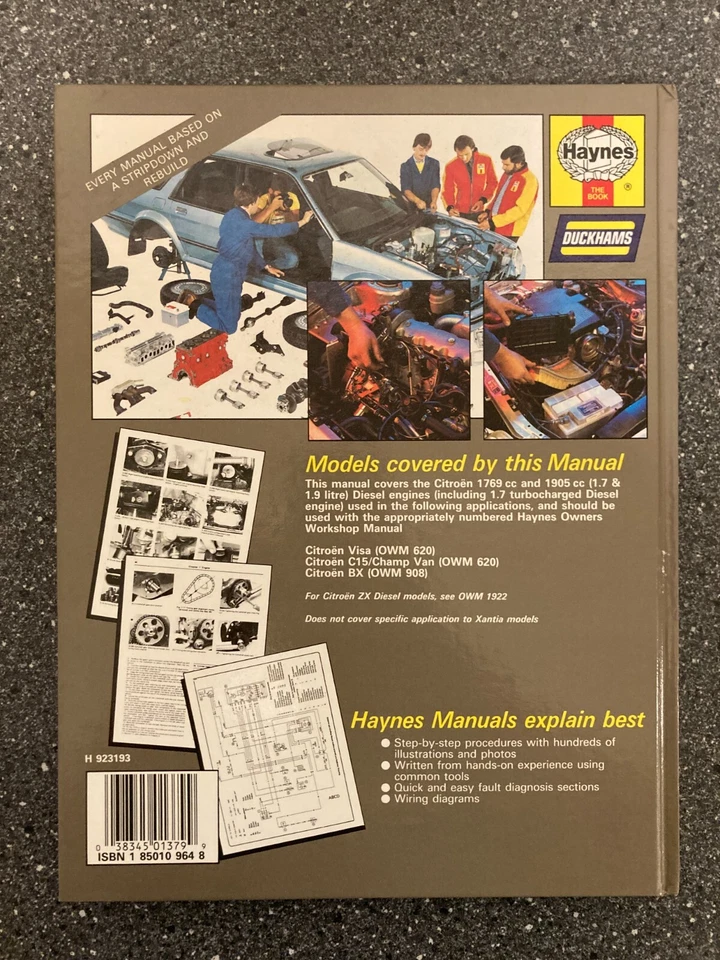 EVERY MANUAL BASED ON
A STRIPDOWN AND
REBUILD
Haynes
THE
BOOK
®
DUCKHAMS
Models covered by this Manual
This manual covers the Citroën 1769 cc and 1905 cc (1.7 &
1.9 litre) Diesel engines (including 1.7 turbocharged Diesel
engine) used in the following applications, and should be
used with the appropriately numbered Haynes Owners
Workshop Manual
Citroën Visa (OWM 620)
Citroën C15/Champ Van (OWM 620)
Citroën BX (OWM 908)
For Citroën ZX Diesel models, see OWM 1922
Does not cover specific application to Xantia models
Haynes Manuals explain best
● Step-by-step procedures with hundreds of
illustrations and photos
● Written from hands-on experience using
common tools
● Quick and easy fault diagnosis sections
● Wiring diagrams
H 923193
0 38345 01379 9
ISBN 1 85010 964 8